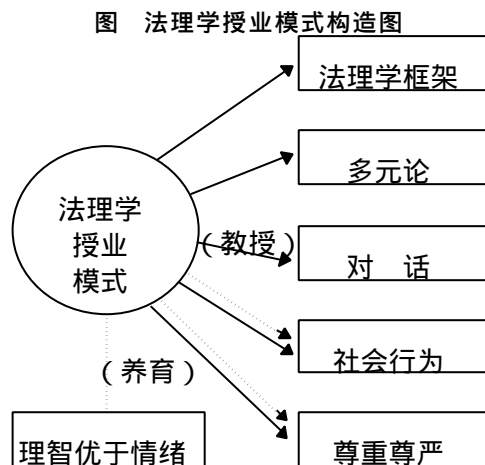 图 法理学授业模式构造图
法理学框架
多元论
法理学
授业
模式
（教授）
对 话
社会行为
（养育）
理智优于情绪
尊重尊严